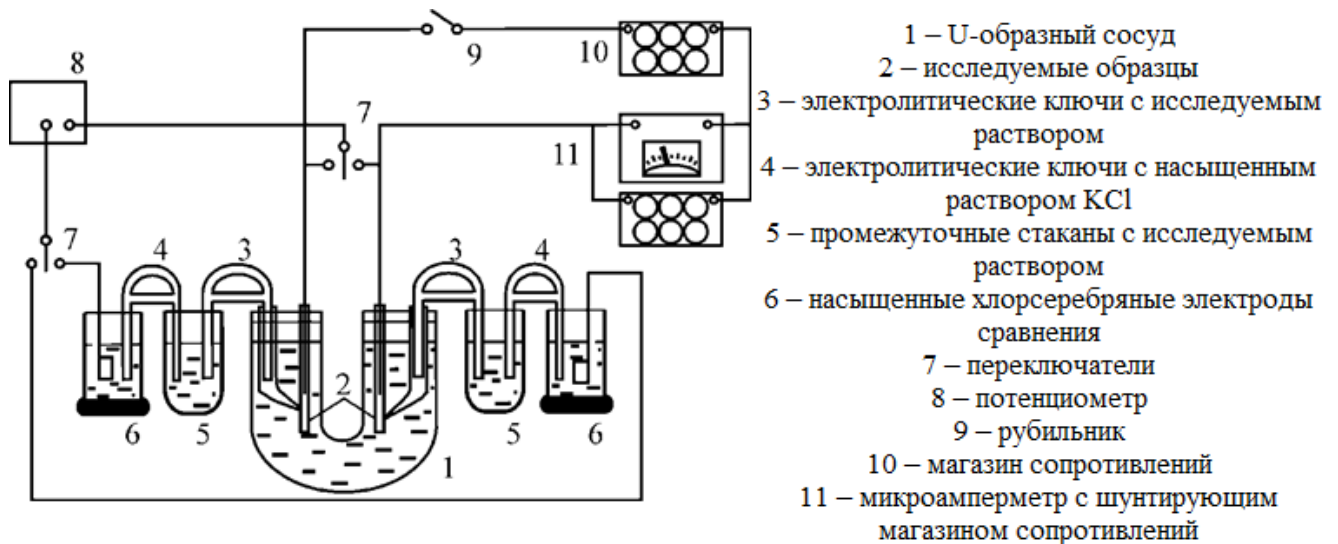 8
9
10
7
11
7
4
3
3
4
2
6
5
1
5
6
1 – U-образный сосуд
2 – исследуемые образцы
3 – электролитические ключи с исследуемым
раствором
4 – электролитические ключи с насыщенным
раствором KCl
5 – промежуточные стаканы с исследуемым
раствором
6 – насыщенные хлорсеребряные электроды
сравнения
7 – переключатели
8 – потенциометр
9 – рубильник
10 – магазин сопротивлений
11 – микроамперметр с шунтирующим
магазином сопротивлений